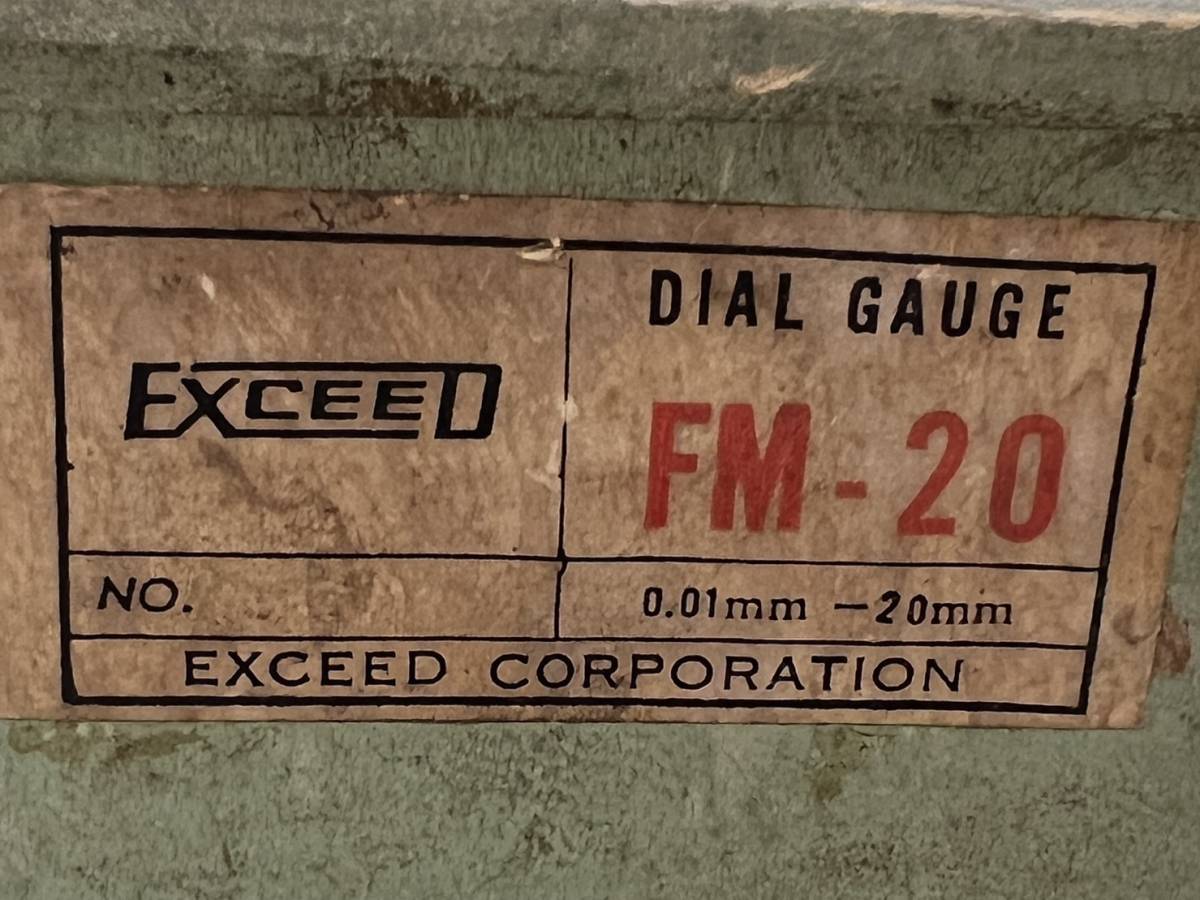 EXCEED
DIAL GAUGE
FM-20
NO.
0.01mm —20mm
EXCEED CORPORATION